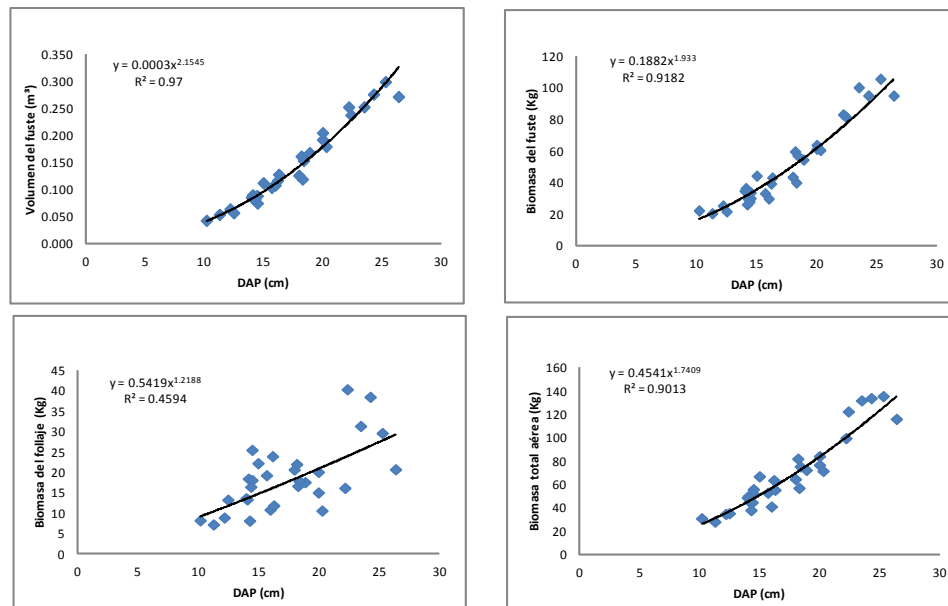 y = 0.0003x^2.1545
R² = 0.97
Volumen del fuste (m³)
0.350
0.300
0.250
0.200
0.150
0.100
0.050
0.000
0 5 10 15 20 25 30
DAP (cm)
y = 0.1882x^1.933
R² = 0.9182
Biomasa del fuste (Kg)
120
100
80
60
40
20
0
0 5 10 15 20 25 30
DAP (cm)
y = 0.5419x^1.2188
R² = 0.4594
Biomasa del follaje (Kg)
45
40
35
30
25
20
15
10
5
0
0 5 10 15 20 25 30
DAP (cm)
y = 0.4541x^1.7409
R² = 0.9013
Biomasa total aérea (Kg)
160
140
120
100
80
60
40
20
0
0 5 10 15 20 25 30
DAP (cm)